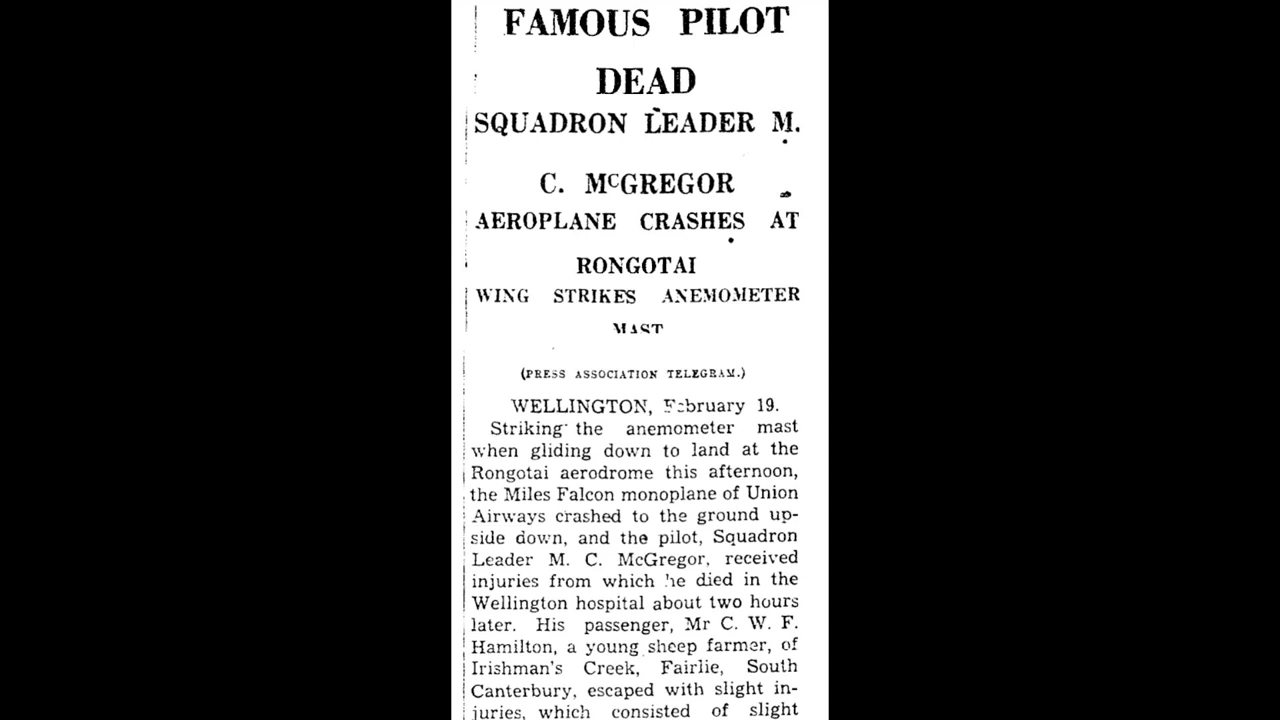 FAMOUS PILOT
DEAD
SQUADRON LEADER M.
C. McGREGOR
AEROPLANE CRASHES AT
RONGOTAI
WING STRIKES ANEMOMETER
MAST
(PRESS ASSOCIATION TELEGRAM.)
WELLINGTON, February 19.
Striking the anemometer mast
when gliding down to land at the
Rongotai aerodrome this afternoon,
the Miles Falcon monoplane of Union
Airways crashed to the ground up-
side down, and the pilot, Squadron
Leader M. C. McGregor, received
injuries from which he died in the
Wellington hospital about two hours
later. His passenger, Mr C. W. F.
Hamilton, a young sheep farmer, of
Irishman's Creek, Fairlie, South
Canterbury, escaped with slight in-
juries, which consisted of slight